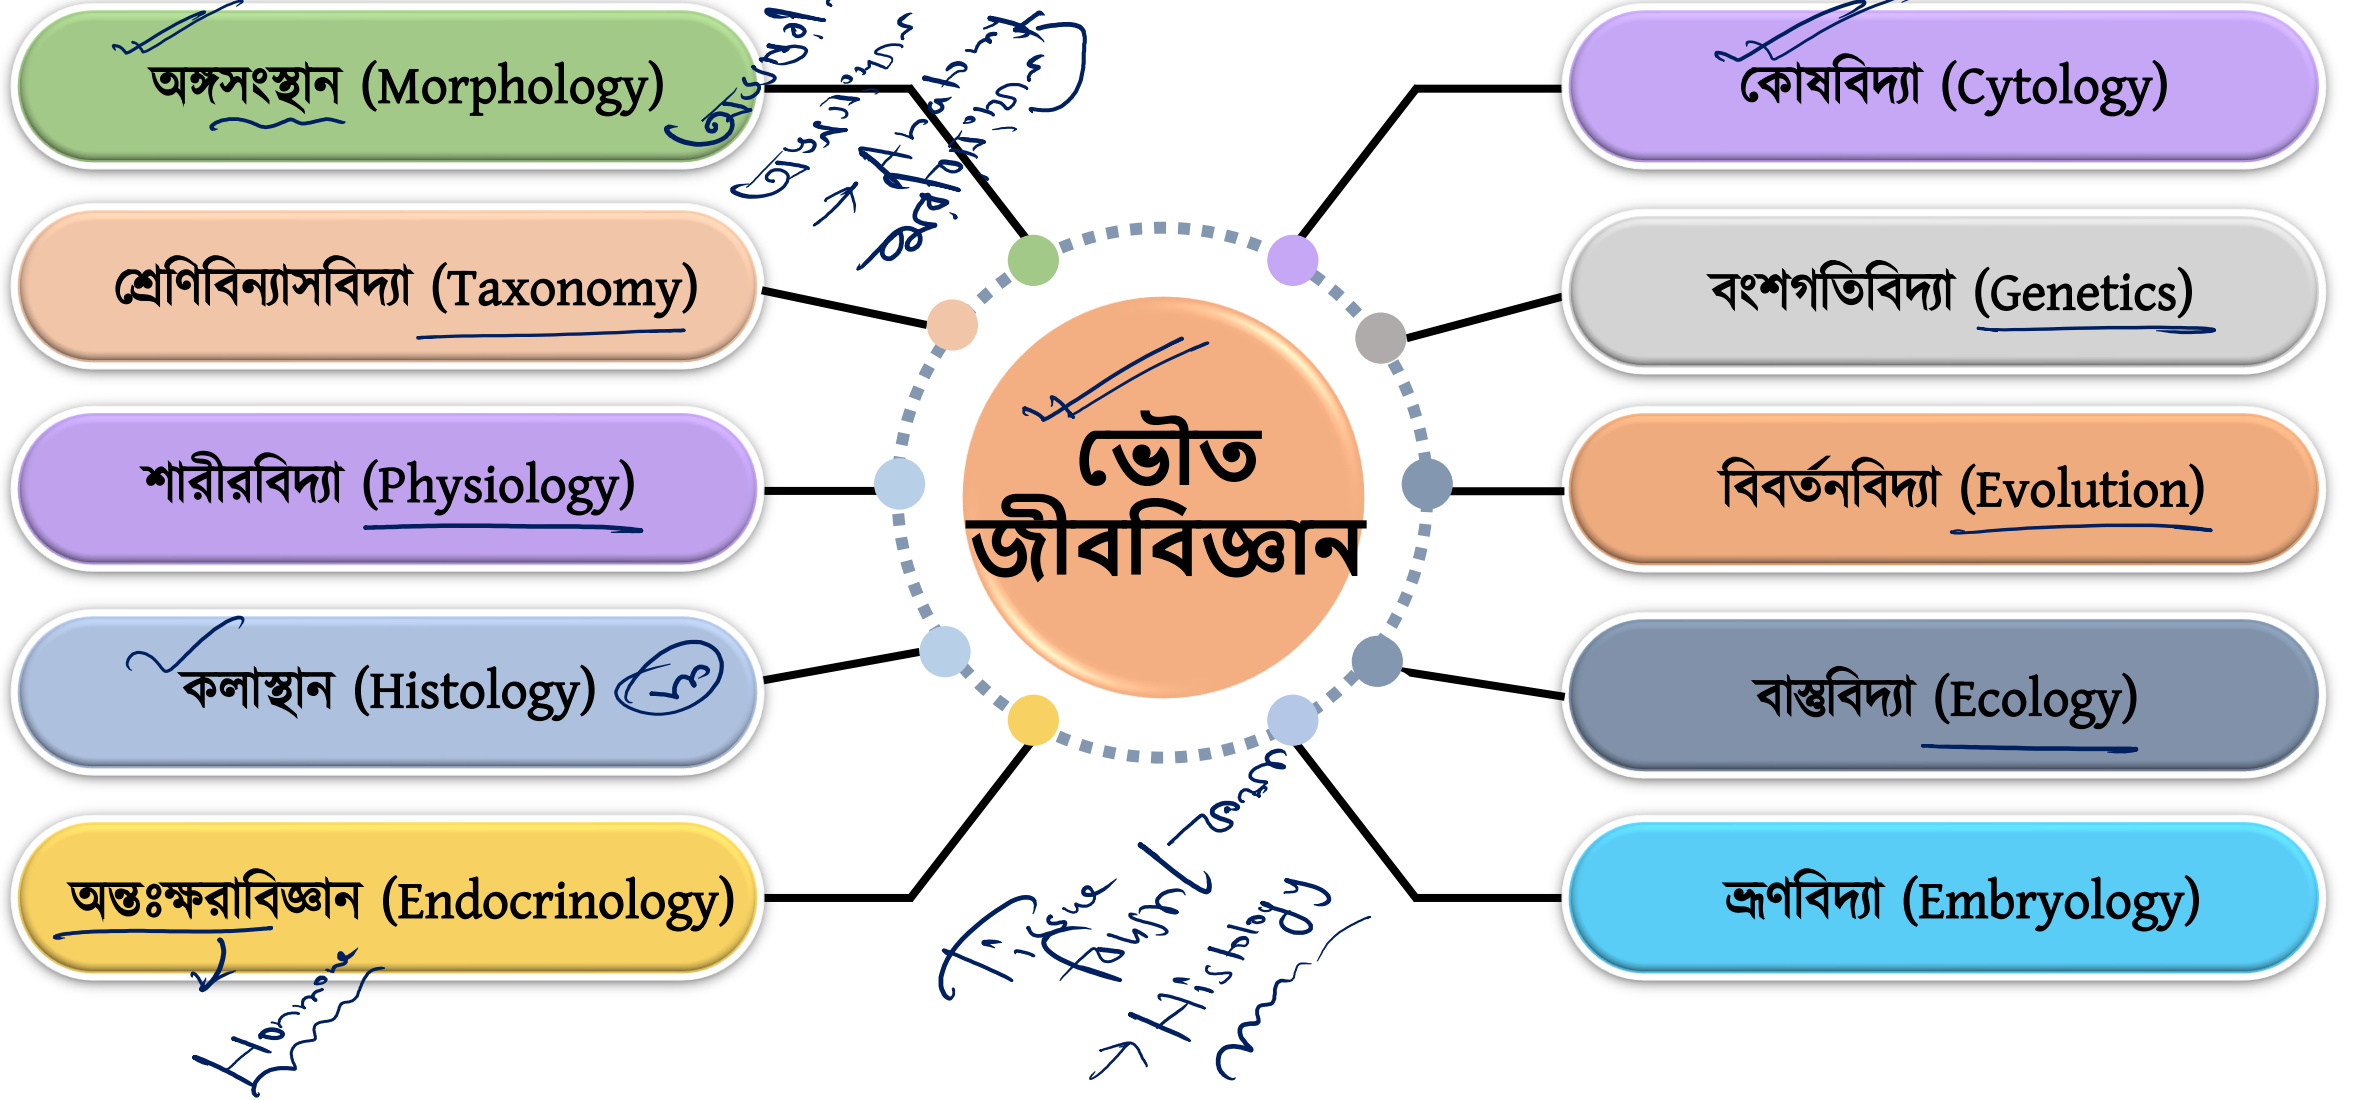 অঙ্গসংস্থান (Morphology)
শ্রেণিবিন্যাসবিদ্যা (Taxonomy)
শারীরবিদ্যা (Physiology)
কলাস্থান (Histology)
অন্তঃক্ষরাবিজ্ঞান (Endocrinology)
Hormone
ভৌত
জীববিজ্ঞান
Tissue
Histology
কোষবিদ্যা (Cytology)
বংশগতিবিদ্যা (Genetics)
বিবর্তনবিদ্যা (Evolution)
বাস্তুবিদ্যা (Ecology)
ভ্রূণবিদ্যা (Embryology)